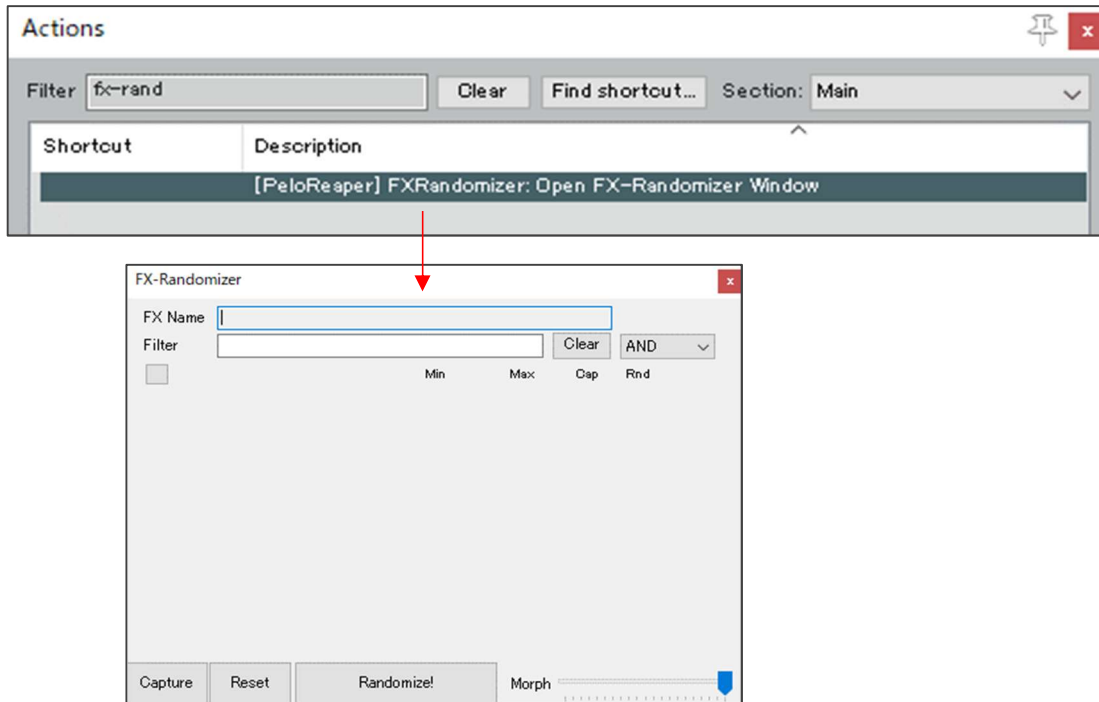 Actions
Filter fx-rand Clear Find shortcut... Section: Main
Shortcut Description
[PeloReaper] FXRandomizer: Open FX-Randomizer Window
FX-Randomizer
FX Name
Filter Clear AND
Min Max Cap Rnd
Capture Reset Randomize! Morph